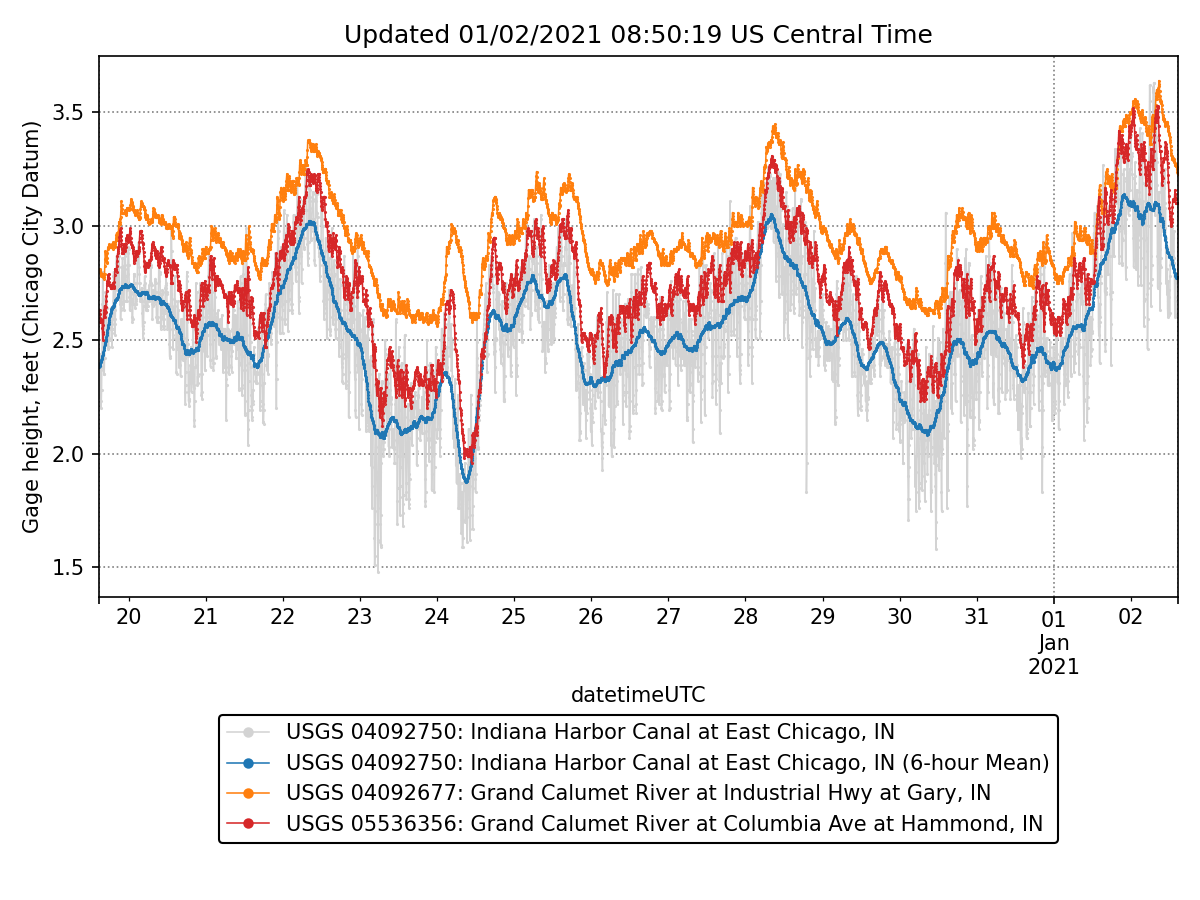 Updated 01/02/2021 08:50:19 US Central Time
Gage height, feet (Chicago City Datum)
3.5
3.0
2.5
2.0
1.5
20 21 22 23 24 25 26 27 28 29 30 31 01 02
Jan
2021
datetimeUTC
USGS 04092750: Indiana Harbor Canal at East Chicago, IN
USGS 04092750: Indiana Harbor Canal at East Chicago, IN (6-hour Mean)
USGS 04092677: Grand Calumet River at Industrial Hwy at Gary, IN
USGS 05536356: Grand Calumet River at Columbia Ave at Hammond, IN